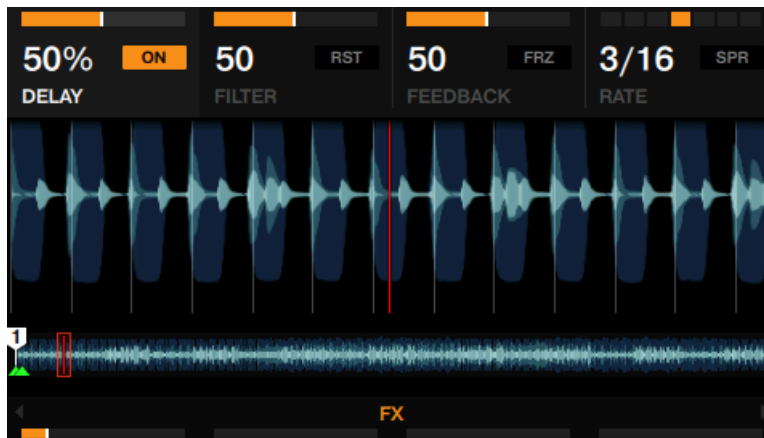 50% ON 50 RST 50 FRZ 3/16 SPR
DELAY FILTER FEEDBACK RATE
1
FX